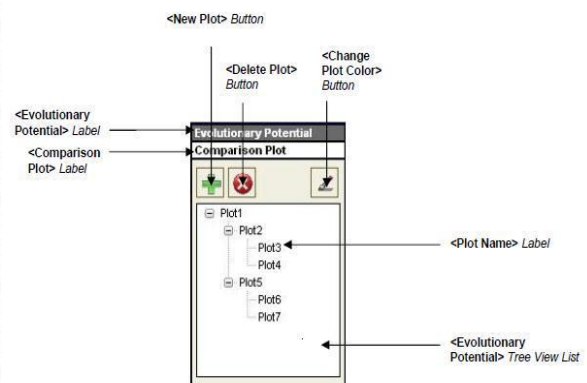 <New Plot> Button
<Delete Plot>
Button
<Change
Plot Color>
Button
<Evolutionary
Potential> Label
<Comparison
Plot> Label
Evolutionary Potential
Comparison Plot
Plot1
Plot2
Plot3
Plot4
Plot5
Plot6
Plot7
<Plot Name> Label
<Evolutionary
Potential> Tree View List